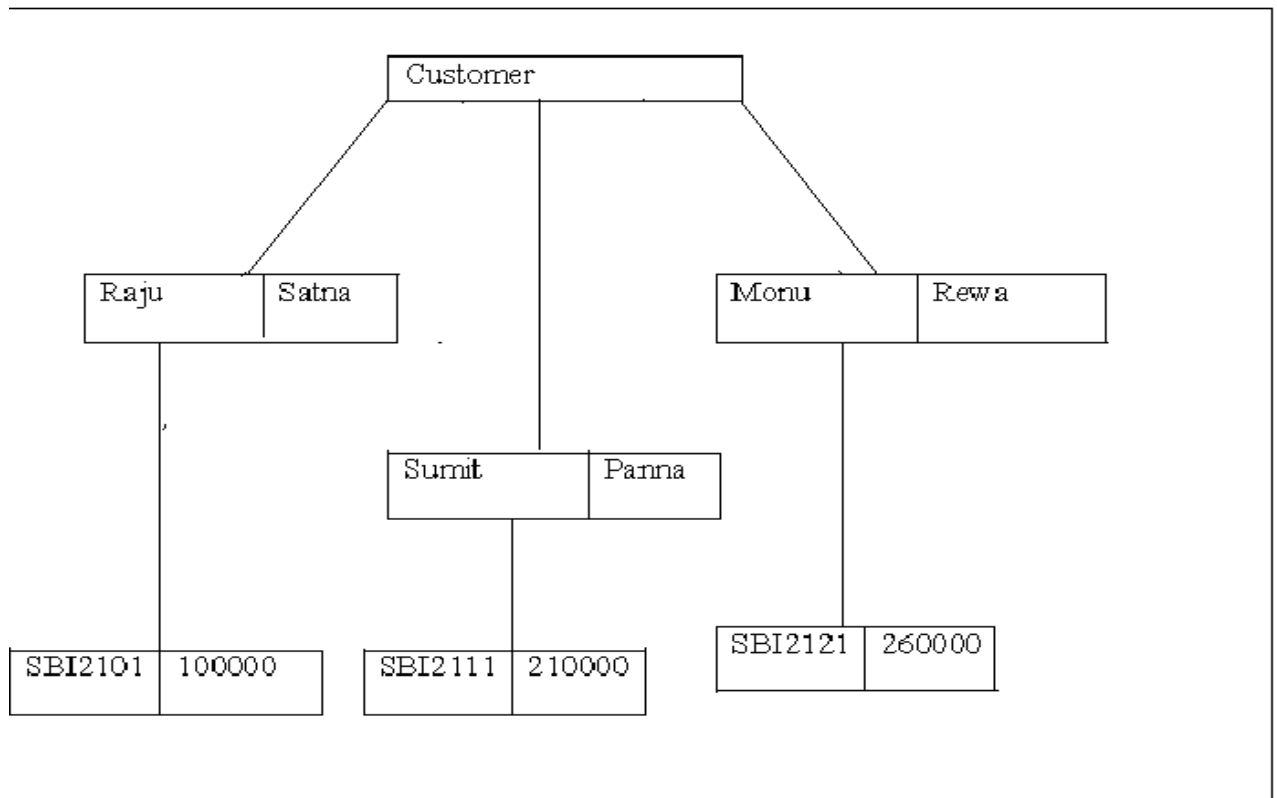 Customer
Raju Satna
Monu Rewa
Sumit Panna
SBI2101 100000
SBI2111 210000
SBI2121 260000